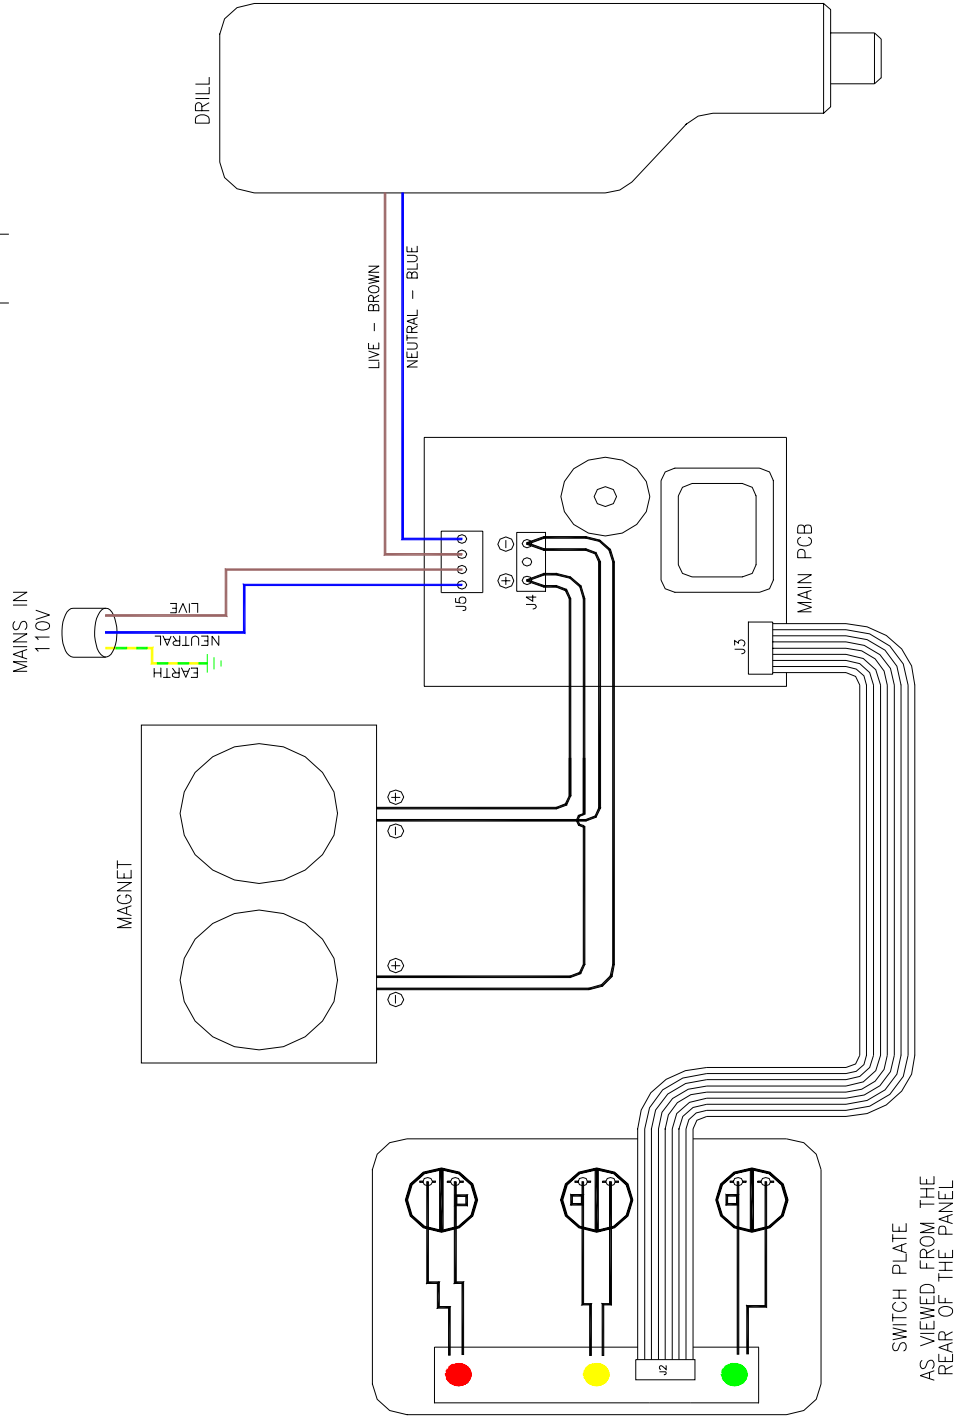 DRILL
LIVE - BROWN
NEUTRAL - BLUE
MAINS IN
110V
LIVE
NEUTRAL
EARTH
J5
J4
⊖
⊕
MAIN PCB
J3
MAGNET
⊕
⊖
⊕
⊖
J2
SWITCH PLATE
AS VIEWED FROM THE
REAR OF THE PANEL